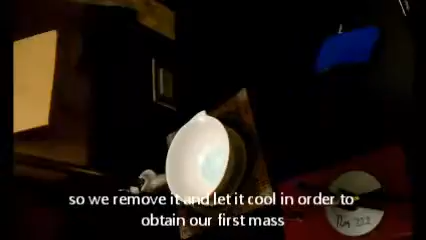 so we remove it and let it cool in order to
obtain our first mass